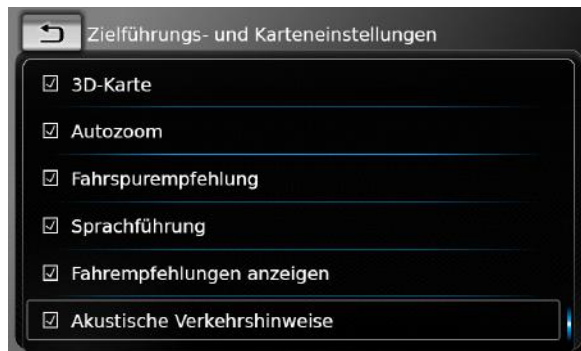 Zielführungs- und Karteneinstellungen
3D-Karte
Autozoom
Fahrspurempfehlung
Sprachführung
Fahrempfehlungen anzeigen
Akustische Verkehrshinweise